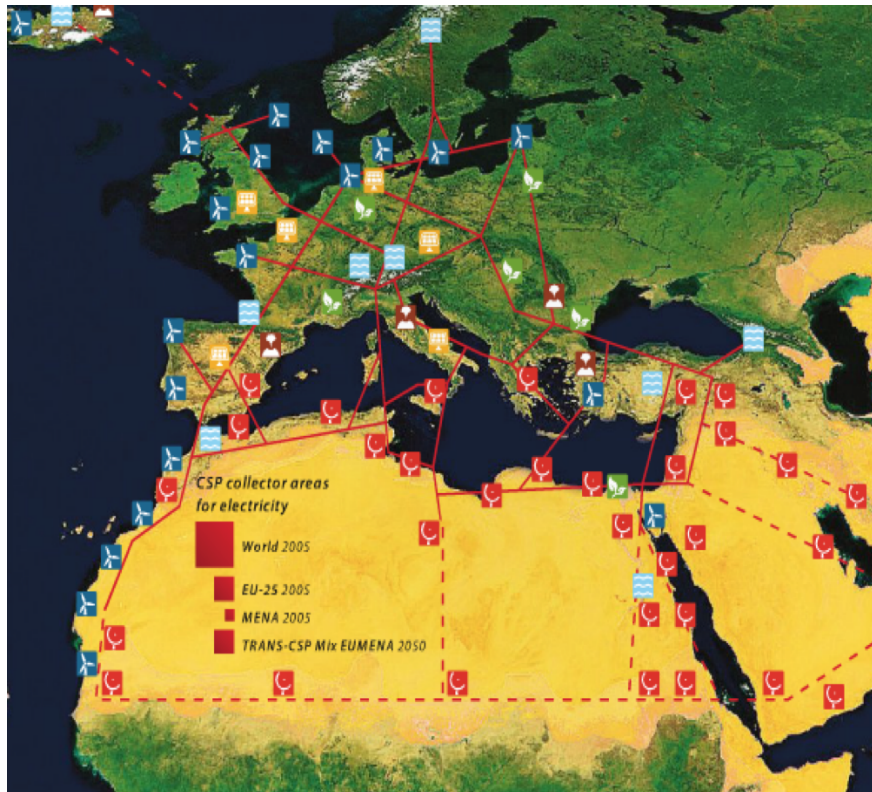 CSP collector areas
for electricity
World 2005
EU-25 2005
MENA 2005
TRANS-CSP Mix EUMENA 2050